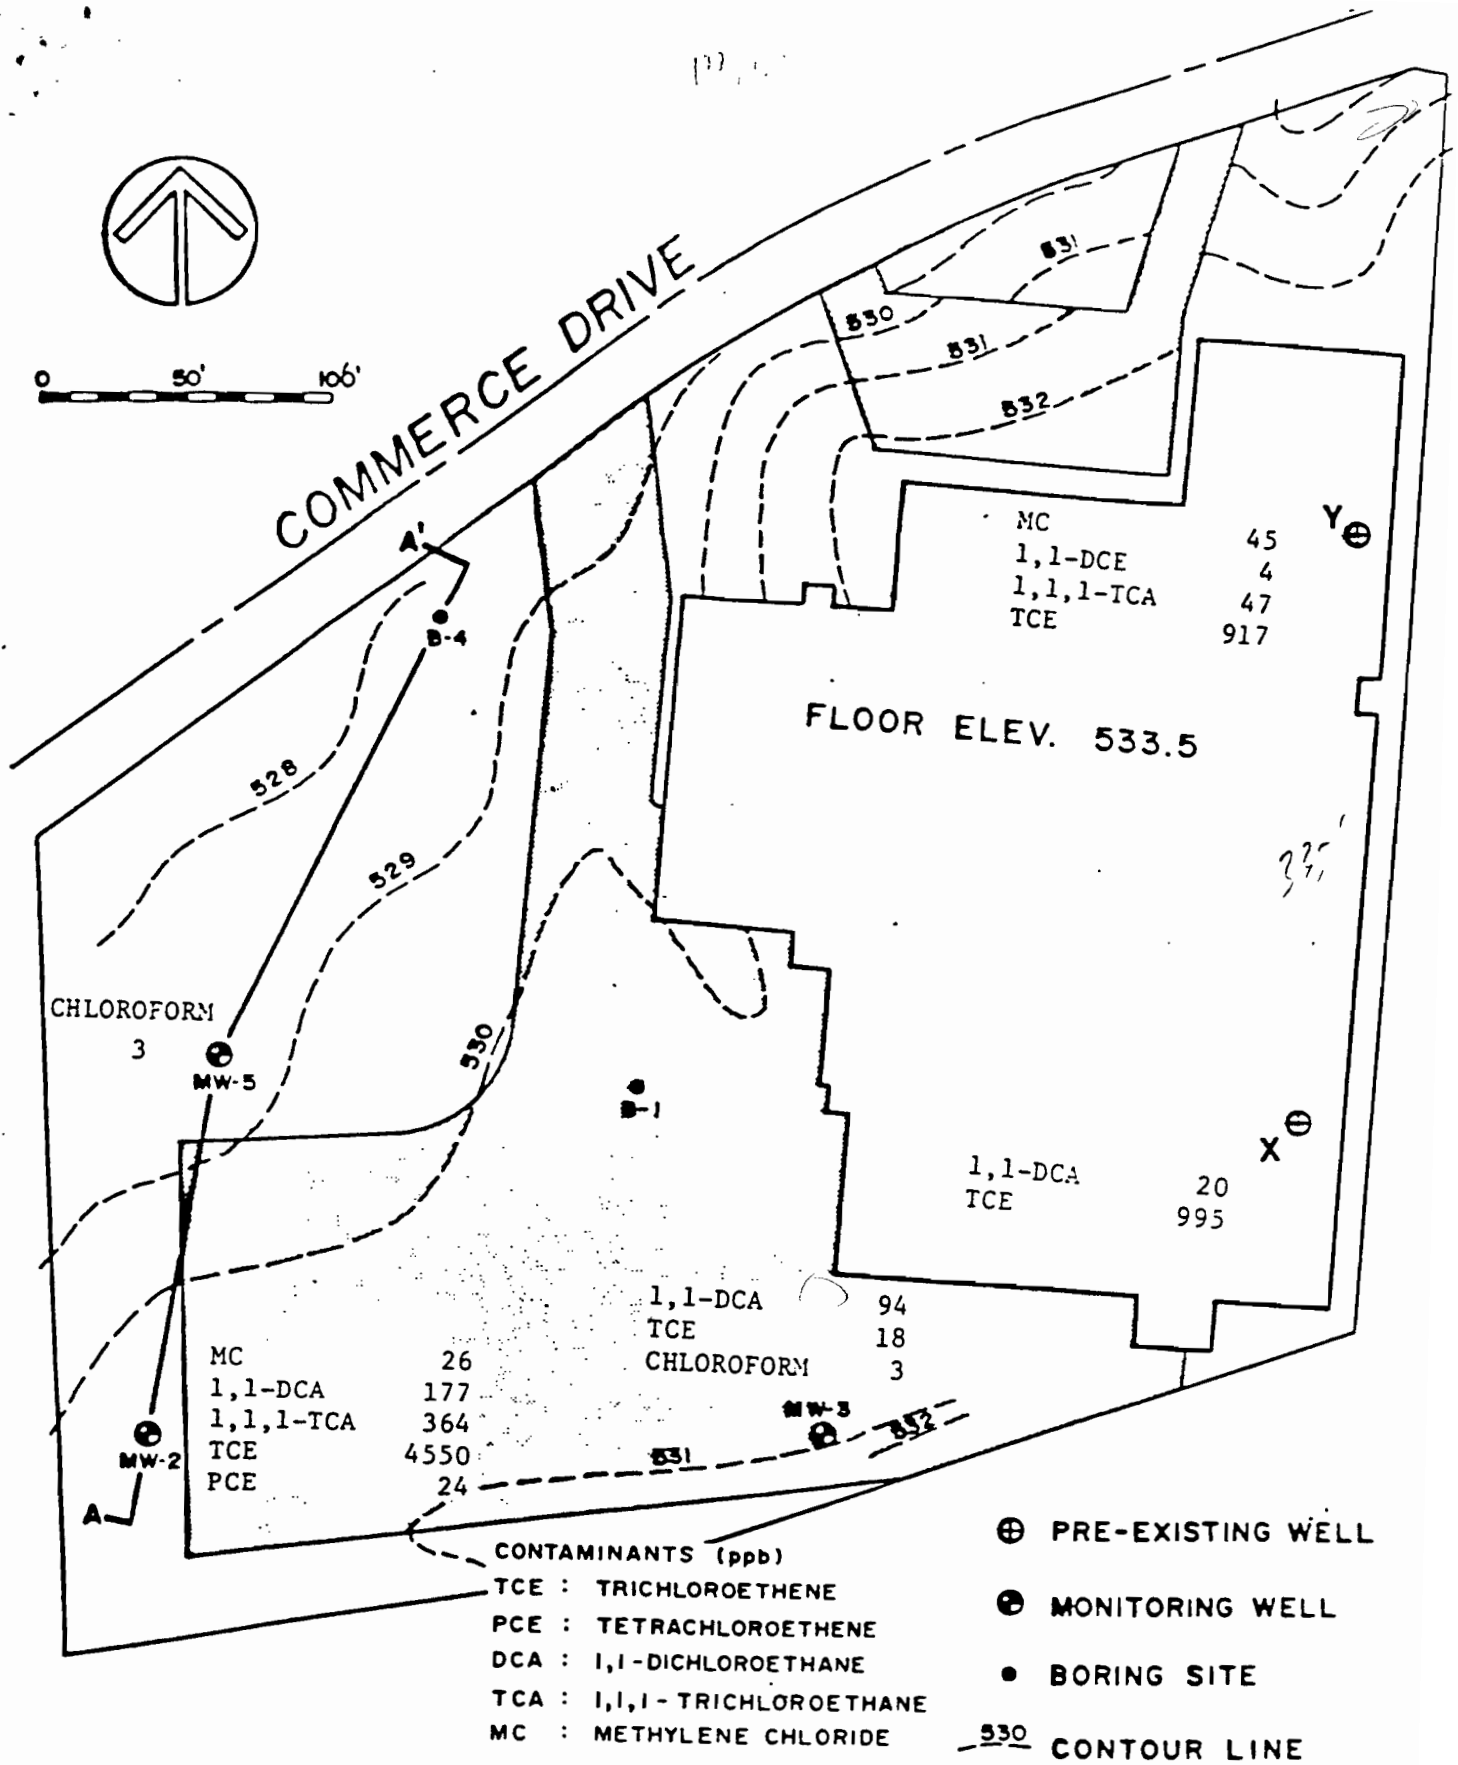 0 50' 100'
COMMERCE DRIVE
531
530
531
532
A'
B-4
MC 45
1,1-DCE 4
1,1,1-TCA 47
TCE 917
Y
FLOOR ELEV. 533.5
528
529
CHLOROFORM
3
MW-5
530
B-1
X
1,1-DCA 20
TCE 995
1,1-DCA 94
TCE 18
CHLOROFORM 3
MC 26
1,1-DCA 177
1,1,1-TCA 364
TCE 4550
PCE 24
MW-3
532
531
MW-2
A
CONTAMINANTS (ppb)
TCE : TRICHLOROETHENE
PCE : TETRACHLOROETHENE
DCA : 1,1-DICHLOROETHANE
TCA : 1,1,1-TRICHLOROETHANE
MC : METHYLENE CHLORIDE
PRE-EXISTING WELL
MONITORING WELL
BORING SITE
530 CONTOUR LINE